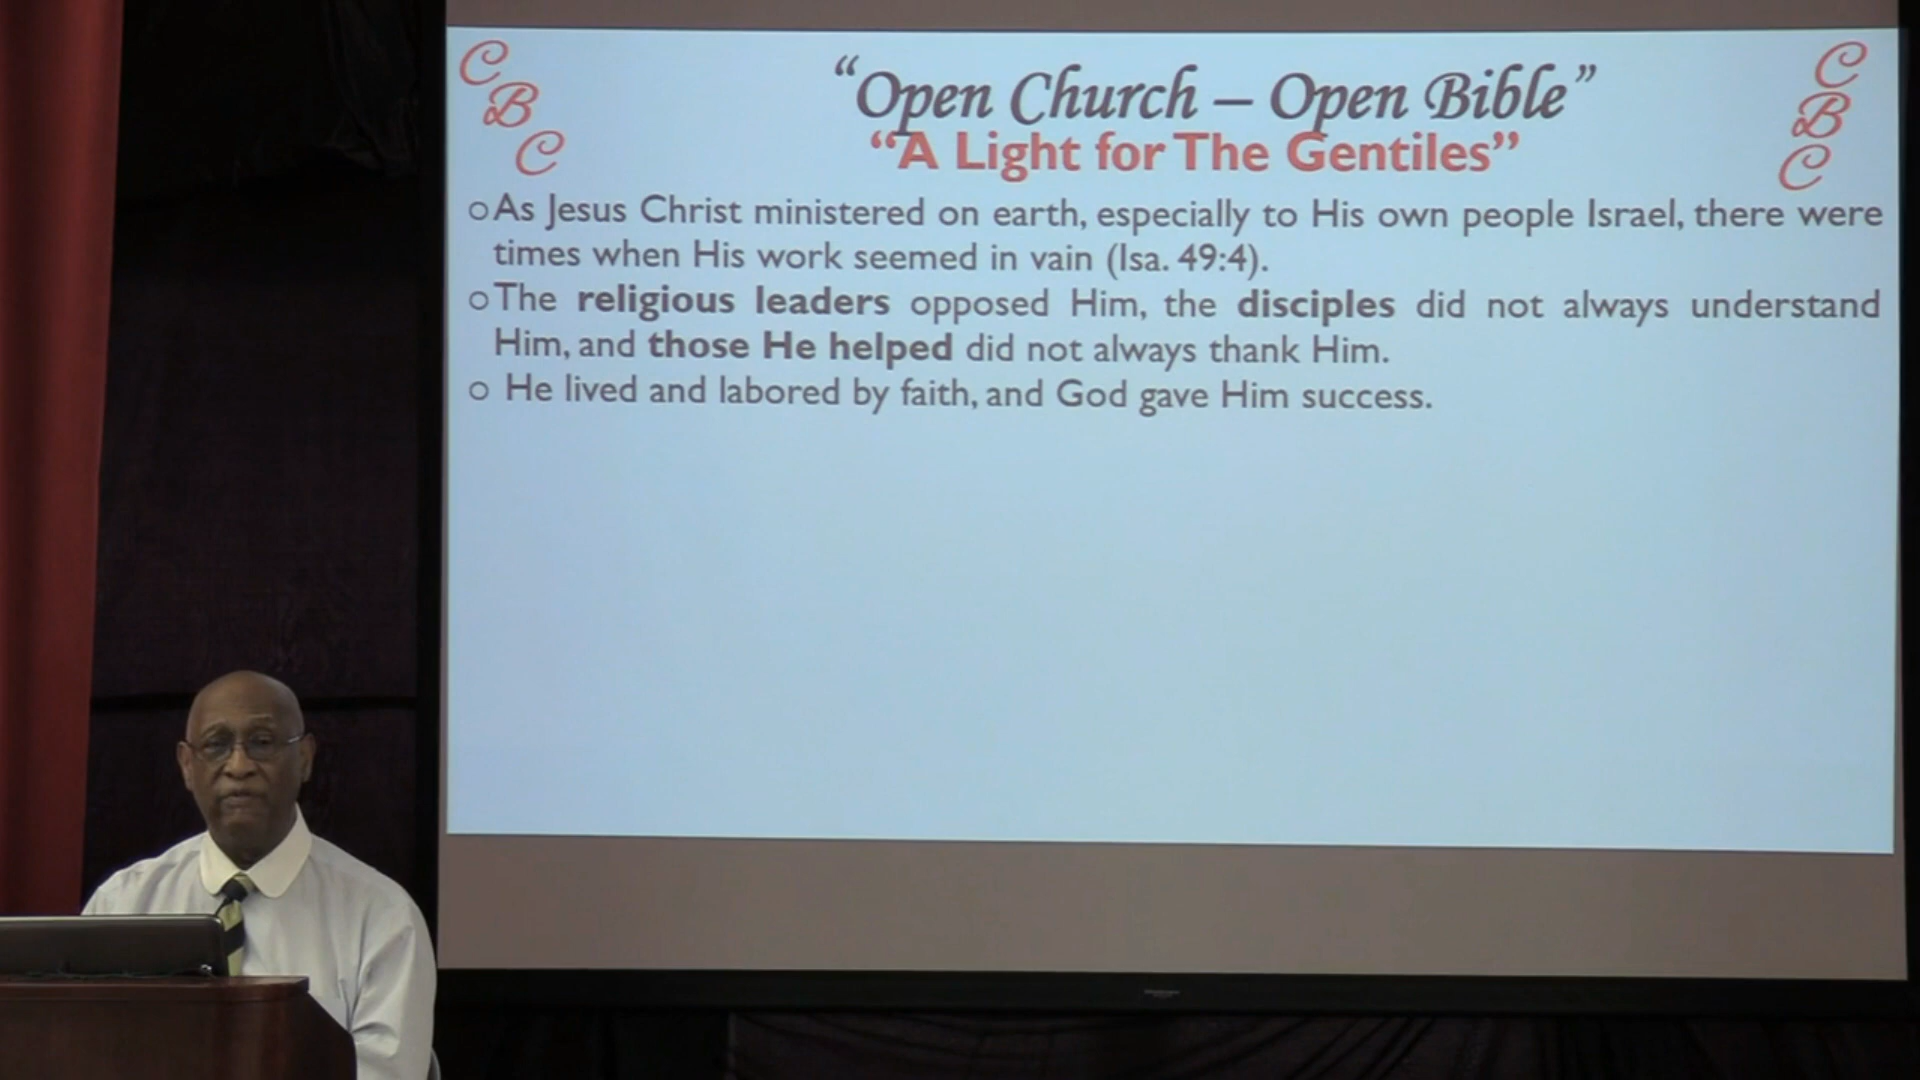 C B C
“Open Church – Open Bible”
C B C
“A Light for The Gentiles”
○As Jesus Christ ministered on earth, especially to His own people Israel, there were
times when His work seemed in vain (Isa. 49:4).
○The religious leaders opposed Him, the disciples did not always understand
Him, and those He helped did not always thank Him.
○ He lived and labored by faith, and God gave Him success.